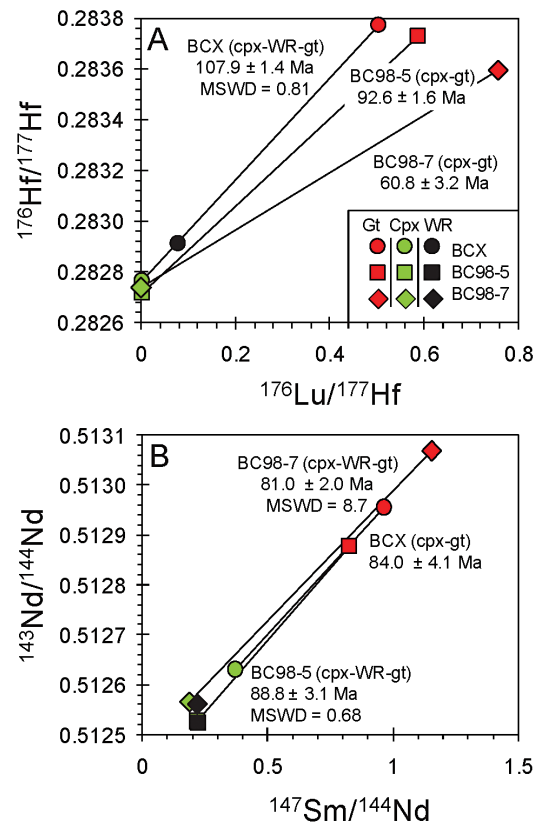 A
0.2838
0.2836
0.2834
0.2832
0.2830
0.2828
0.2826
¹⁷⁶Hf/¹⁷⁷Hf
BCX (cpx-WR-gt)
107.9 ± 1.4 Ma
MSWD = 0.81
BC98-5 (cpx-gt)
92.6 ± 1.6 Ma
BC98-7 (cpx-gt)
60.8 ± 3.2 Ma
Gt Cpx WR
BCX
BC98-5
BC98-7
0 0.2 0.4 0.6 0.8
¹⁷⁶Lu/¹⁷⁷Hf
B
0.5131
0.5130
0.5129
0.5128
0.5127
0.5126
0.5125
¹⁴³Nd/¹⁴⁴Nd
BC98-7 (cpx-WR-gt)
81.0 ± 2.0 Ma
MSWD = 8.7
BCX (cpx-gt)
84.0 ± 4.1 Ma
BC98-5 (cpx-WR-gt)
88.8 ± 3.1 Ma
MSWD = 0.68
0 0.5 1 1.5
¹⁴⁷Sm/¹⁴⁴Nd